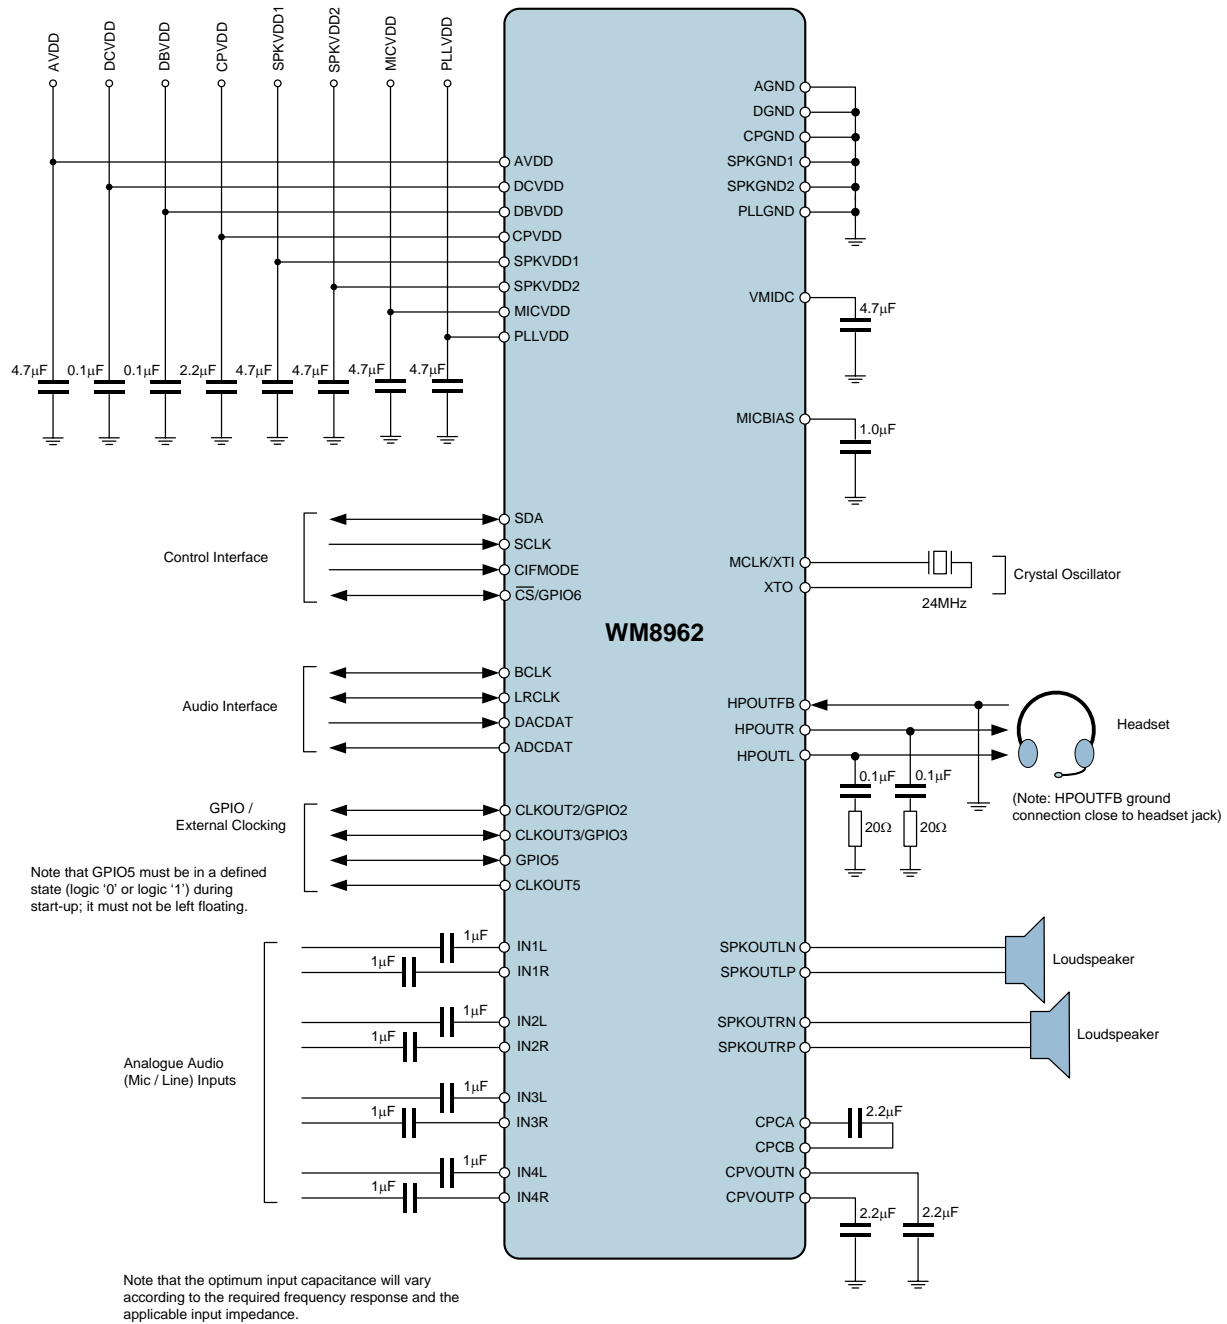 AVDD
DCVDD
DBVDD
CPVDD
SPKVDD1
SPKVDD2
MICVDD
PLLVDD
AVDD
DCVDD
DBVDD
CPVDD
SPKVDD1
SPKVDD2
MICVDD
PLLVDD
4.7µF
0.1µF
0.1µF
2.2µF
4.7µF
4.7µF
4.7µF
4.7µF
AGND
DGND
CPGND
SPKGND1
SPKGND2
PLLGND
VMIDC
4.7µF
MICBIAS
1.0µF
Control Interface
SDA
SCLK
CIFMODE
CS/GPIO6
MCLK/XTI
XTO
24MHz
Crystal Oscillator
WM8962
Audio Interface
BCLK
LRCLK
DACDAT
ADCDAT
HPOUTFB
HPOUTR
HPOUTL
0.1µF
0.1µF
20Ω
20Ω
Headset
(Note: HPOUTFB ground
connection close to headset jack)
GPIO /
External Clocking
CLKOUT2/GPIO2
CLKOUT3/GPIO3
GPIO5
CLKOUT5
Note that GPIO5 must be in a defined
state (logic ‘0’ or logic ‘1’) during
start-up; it must not be left floating.
Analogue Audio
(Mic / Line) Inputs
1µF
IN1L
1µF
IN1R
1µF
IN2L
1µF
IN2R
1µF
IN3L
1µF
IN3R
1µF
IN4L
1µF
IN4R
SPKOUTLN
SPKOUTLP
Loudspeaker
SPKOUTRN
SPKOUTRP
Loudspeaker
CPCA
2.2µF
CPCB
CPVOUTN
CPVOUTP
2.2µF
2.2µF
Note that the optimum input capacitance will vary
according to the required frequency response and the
applicable input impedance.